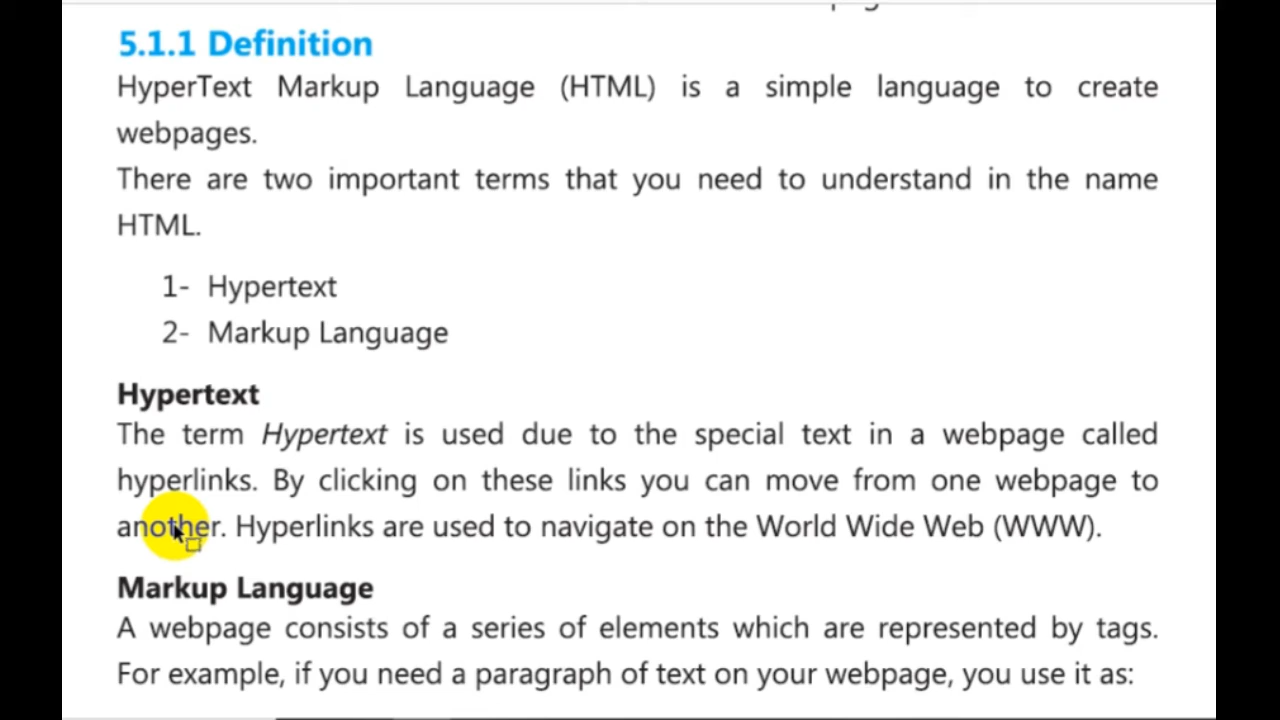 5.1.1 Definition
HyperText Markup Language (HTML) is a simple language to create
webpages.
There are two important terms that you need to understand in the name
HTML.
1- Hypertext
2- Markup Language
Hypertext
The term Hypertext is used due to the special text in a webpage called
hyperlinks. By clicking on these links you can move from one webpage to
another. Hyperlinks are used to navigate on the World Wide Web (WWW).
Markup Language
A webpage consists of a series of elements which are represented by tags.
For example, if you need a paragraph of text on your webpage, you use it as: